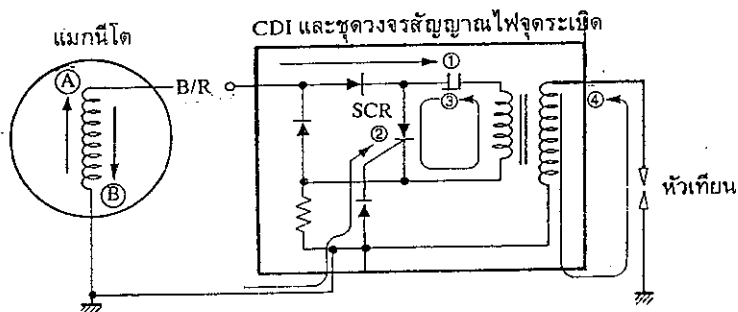 แมกนีโต
CDI และชุดวงจรสัญญาณไฟจุดระเบิด
A
B/R
①
SCR
③
④
②
B
หัวเทียน